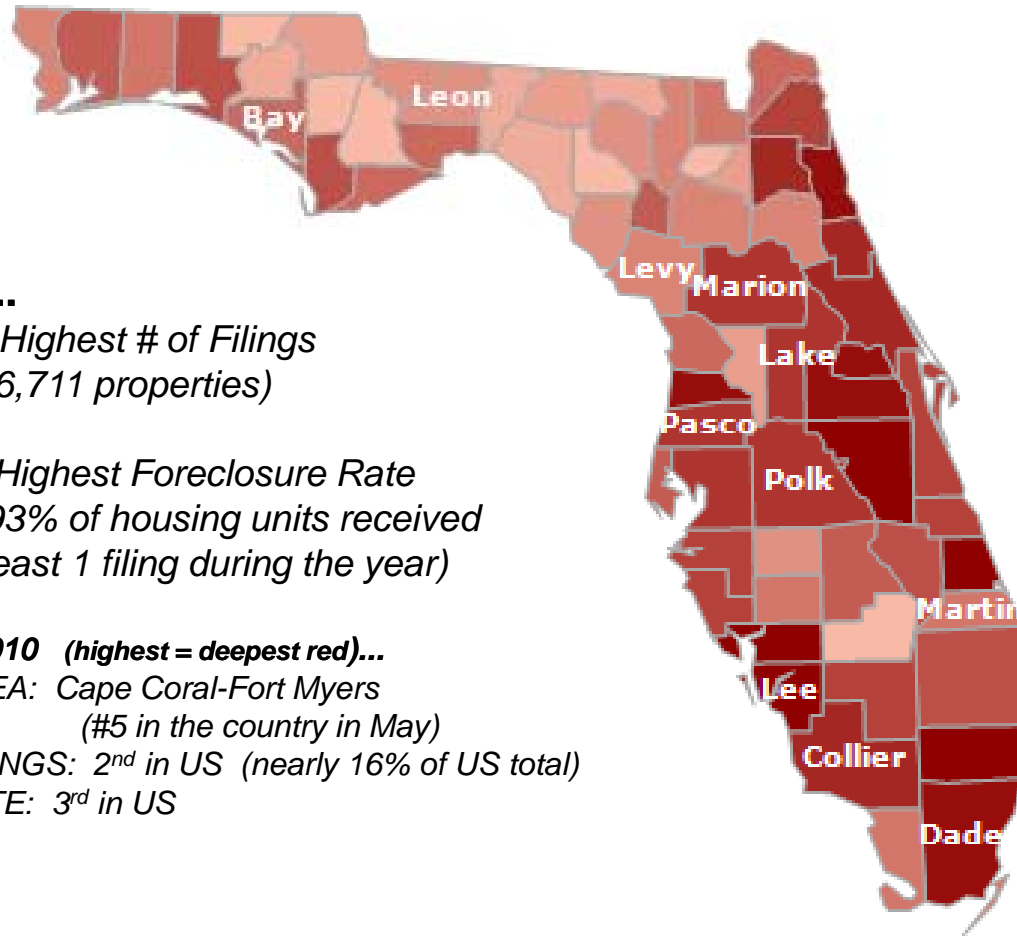 Bay
Leon
Levy
Marion
Lake
Pasco
Polk
Martin
Lee
Collier
Dade
..
Highest # of Filings
6,711 properties)
Highest Foreclosure Rate
93% of housing units received
east 1 filing during the year)
010 (highest = deepest red)...
EA: Cape Coral-Fort Myers
(#5 in the country in May)
NGS: 2nd in US (nearly 16% of US total)
TE: 3rd in US